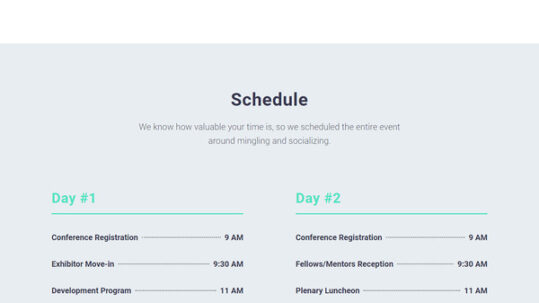 Schedule
We know how valuable your time is, so we scheduled the entire event
around mingling and socializing.
Day #1
Conference Registration 9 AM
Exhibitor Move-in 9:30 AM
Development Program 11 AM
Day #2
Conference Registration 9 AM
Fellows/Mentors Reception 9:30 AM
Plenary Luncheon 11 AM